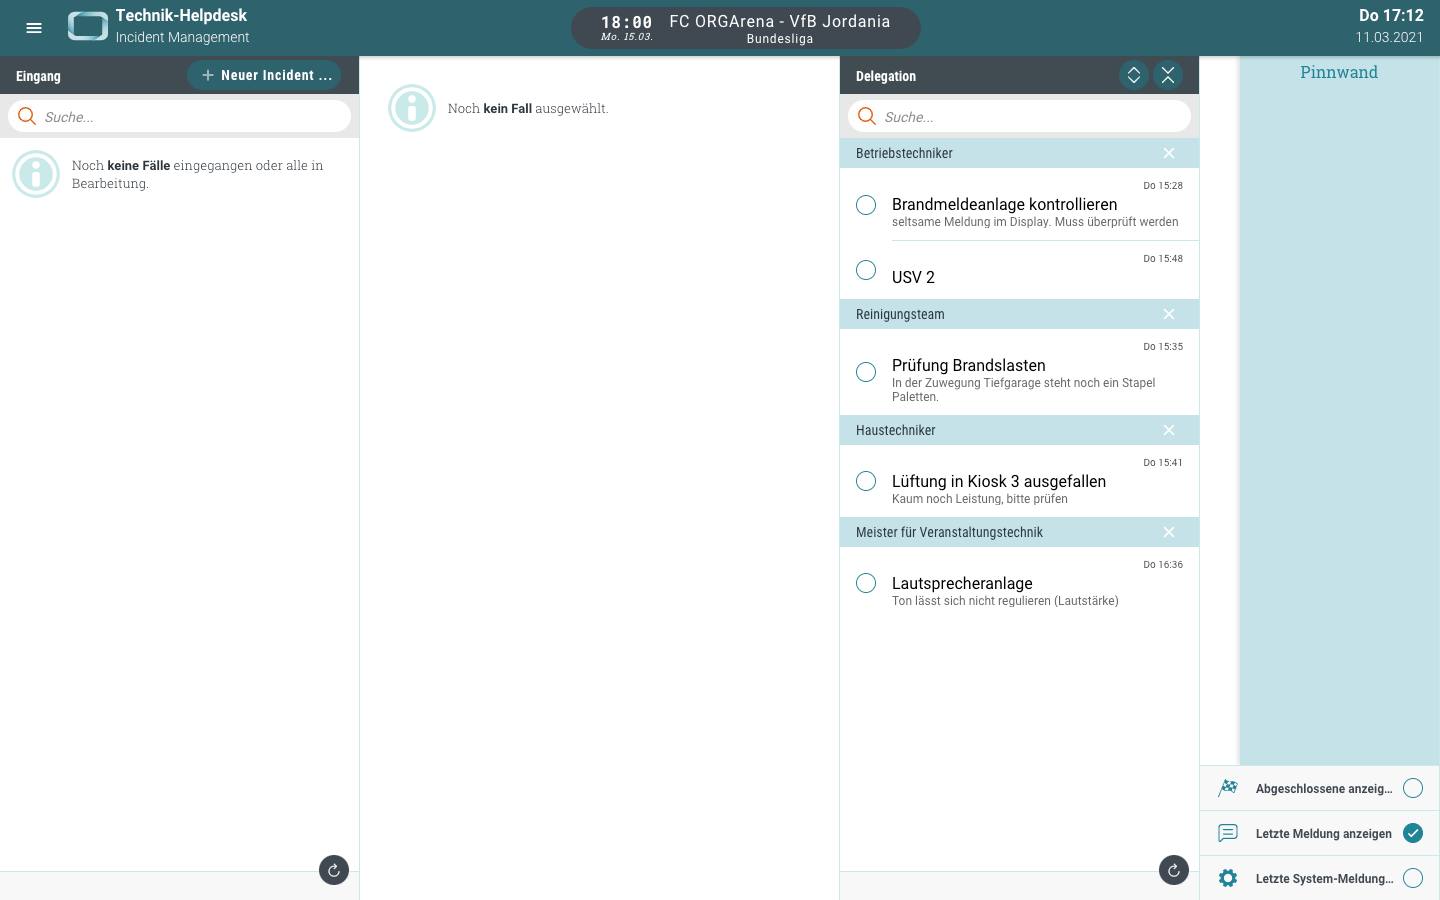 Technik-Helpdesk
Incident Management
18:00 FC ORGArena - VfB Jordania
Mo. 15.03. Bundesliga
Do 17:12
11.03.2021
Eingang
Neuer Incident ...
Suche...
Noch keine Fälle eingegangen oder alle in
Bearbeitung.
Noch kein Fall ausgewählt.
Delegation
Suche...
Betriebstechniker
Do 15:28
Brandmeldeanlage kontrollieren
seltsame Meldung im Display. Muss überprüft werden
Do 15:48
USV 2
Reinigungsteam
Do 15:35
Prüfung Brandslasten
In der Zuwegung Tiefgarage steht noch ein Stapel
Paletten.
Haustechniker
Do 15:41
Lüftung in Kiosk 3 ausgefallen
Kaum noch Leistung, bitte prüfen
Meister für Veranstaltungstechnik
Do 16:36
Lautsprecheranlage
Ton lässt sich nicht regulieren (Lautstärke)
Pinnwand
Abgeschlossene anzeig...
Letzte Meldung anzeigen
Letzte System-Meldung...